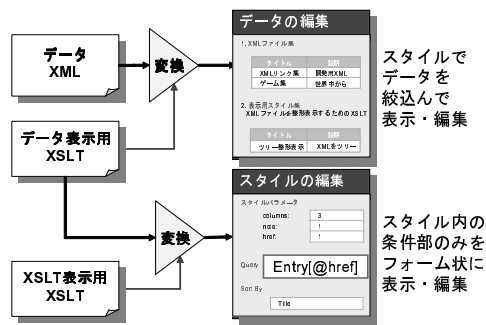 データ
XML
変換
データの編集
1. XMLファイル集
タイトル 説明
XMLリンク集 開発用XML
ゲーム集 世界中から
2. 表示用スタイル集
XMLファイルを整形表示するためのXSLT
タイトル 説明
ツリー整形表示 XMLをツリー
スタイルで
データを
絞込んで
表示・編集
データ表示用
XSLT
変換
XSLT表示用
XSLT
スタイルの編集
スタイルパラメータ
columns: 3
note: 1
href: 1
Query Entry[@href]
Sort By
Title
スタイル内の
条件部のみを
フォーム状に
表示・編集